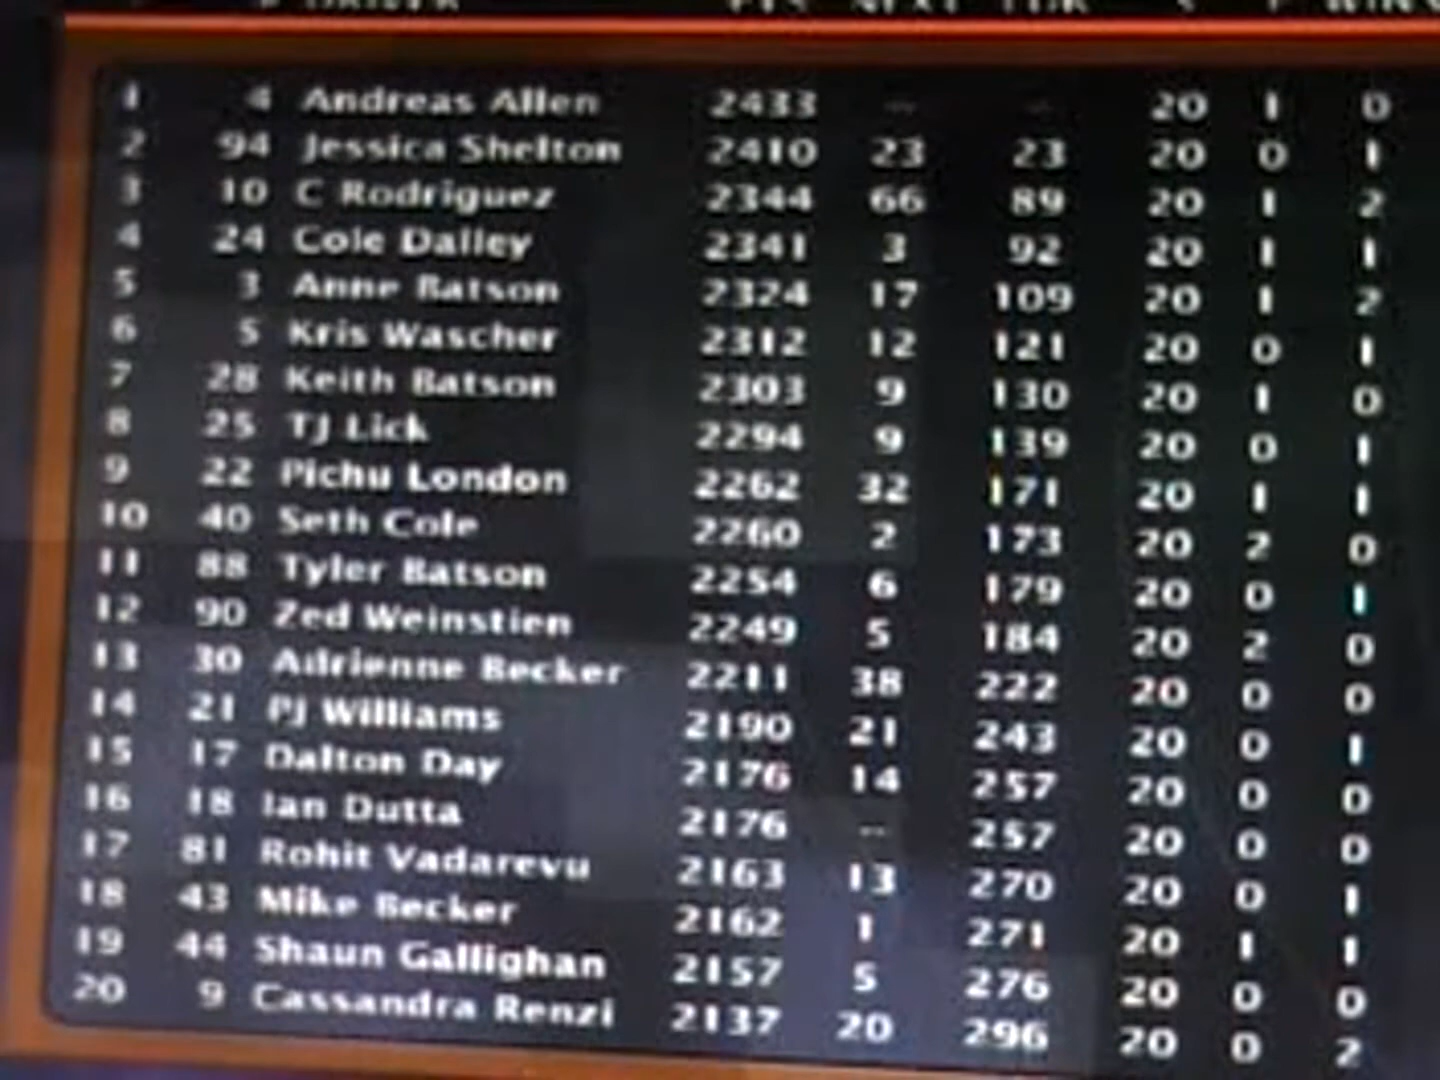 DRIVER PTS NEXT LDR S P WINS
1 4 Andreas Allen 2433 -- -- 20 1 0
2 94 Jessica Shelton 2410 23 23 20 0 1
3 10 C Rodriguez 2344 66 89 20 1 2
4 24 Cole Dalley 2341 3 92 20 1 1
5 3 Anne Batson 2324 17 109 20 1 2
6 5 Kris Wascher 2312 12 121 20 0 1
7 28 Keith Batson 2303 9 130 20 1 0
8 25 TJ Lick 2294 9 139 20 0 1
9 22 Pichu London 2262 32 171 20 1 1
10 40 Seth Cole 2260 2 173 20 2 0
11 88 Tyler Batson 2254 6 179 20 0 1
12 90 Zed Weinstien 2249 5 184 20 2 0
13 30 Adrienne Becker 2211 38 222 20 0 0
14 21 PJ Williams 2190 21 243 20 0 1
15 17 Dalton Day 2176 14 257 20 0 0
16 18 Ian Dutta 2176 -- 257 20 0 0
17 81 Rohit Vadarevu 2163 13 270 20 0 1
18 43 Mike Becker 2162 1 271 20 1 1
19 44 Shaun Gallighan 2157 5 276 20 0 0
20 9 Cassandra Renzi 2137 20 296 20 0 2